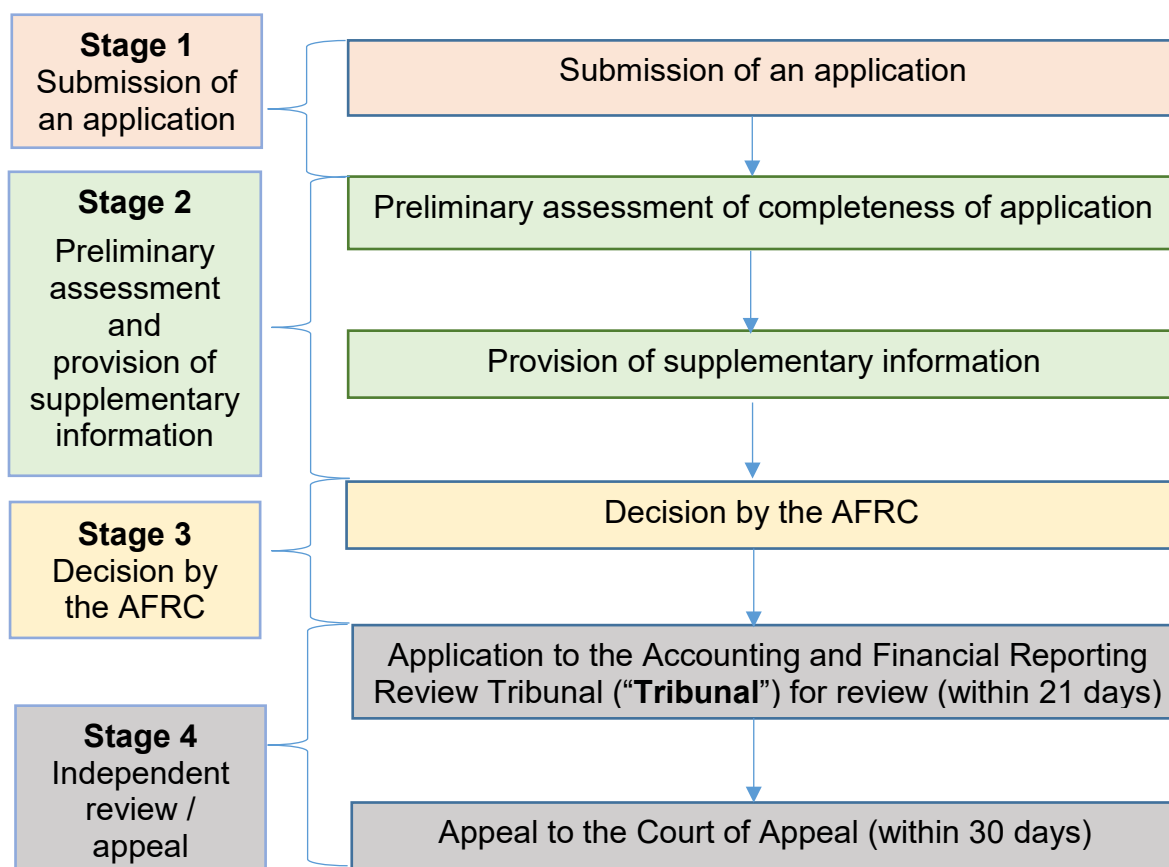 Stage 1
Submission of
an application
Submission of an application
Stage 2
Preliminary
assessment
and
provision of
supplementary
information
Preliminary assessment of completeness of application
Provision of supplementary information
Stage 3
Decision by
the AFRC
Decision by the AFRC
Stage 4
Independent
review /
appeal
Application to the Accounting and Financial Reporting
Review Tribunal (“Tribunal”) for review (within 21 days)
Appeal to the Court of Appeal (within 30 days)